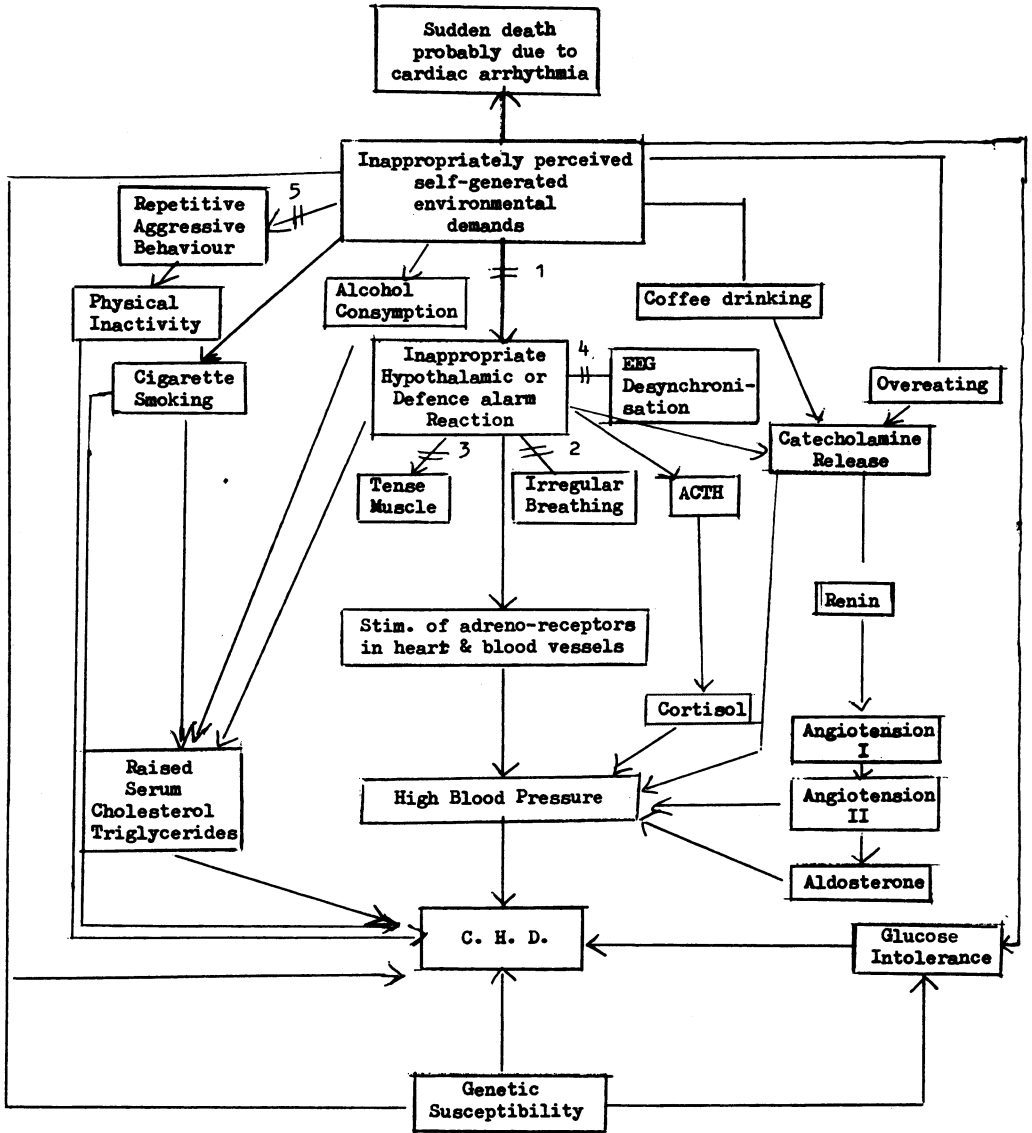 Sudden death
probably due to
cardiac arrhythmia
Inappropriately perceived
self-generated
environmental
demands
5
Repetitive
Aggressive
Behaviour
1
Physical
Inactivity
Alcohol
Consymption
Coffee drinking
Cigarette
Smoking
Inappropriate
Hypothalamic or
Defence alarm
Reaction
4
EEG
Desynchroni-
sation
Overeating
Catecholamine
Release
3
2
Tense
Muscle
Irregular
Breathing
ACTH
Renin
Stim. of adreno-receptors
in heart & blood vessels
Cortisol
Angiotension
I
Raised
Serum
Cholesterol
Triglycerides
High Blood Pressure
Angiotension
II
Aldosterone
C. H. D.
Glucose
Intolerance
Genetic
Susceptibility